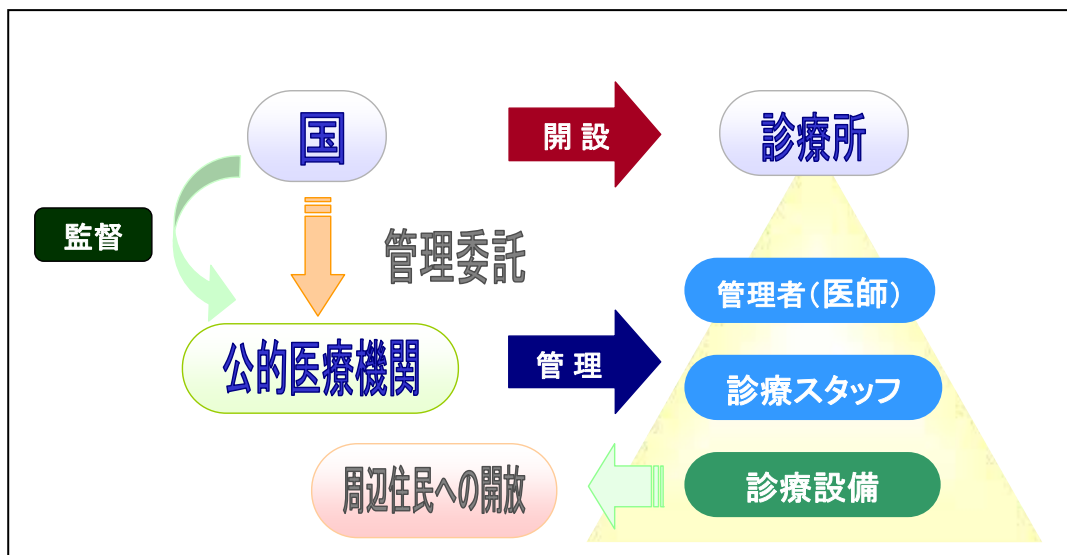 国
開 設
診療所
監督
管理委託
管理者（医師）
公的医療機関
管 理
診療スタッフ
周辺住民への開放
診療設備